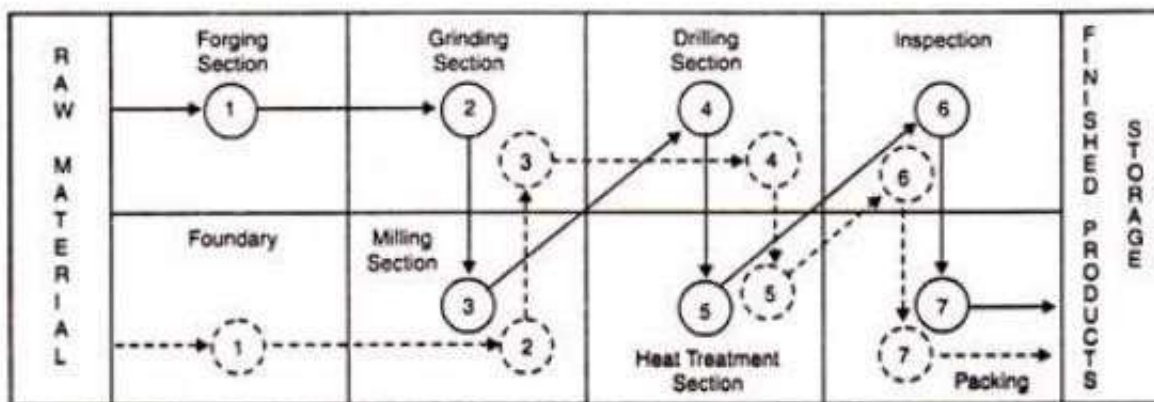 RAW MATERIAL
Forging
Section
1
Grinding
Section
2
3
Drilling
Section
4
4
Inspection
6
6
Foundary
1
Milling
Section
3
2
5
5
Heat Treatment
Section
7
7
Packing
FINISHED PRODUCTS
STORAGE